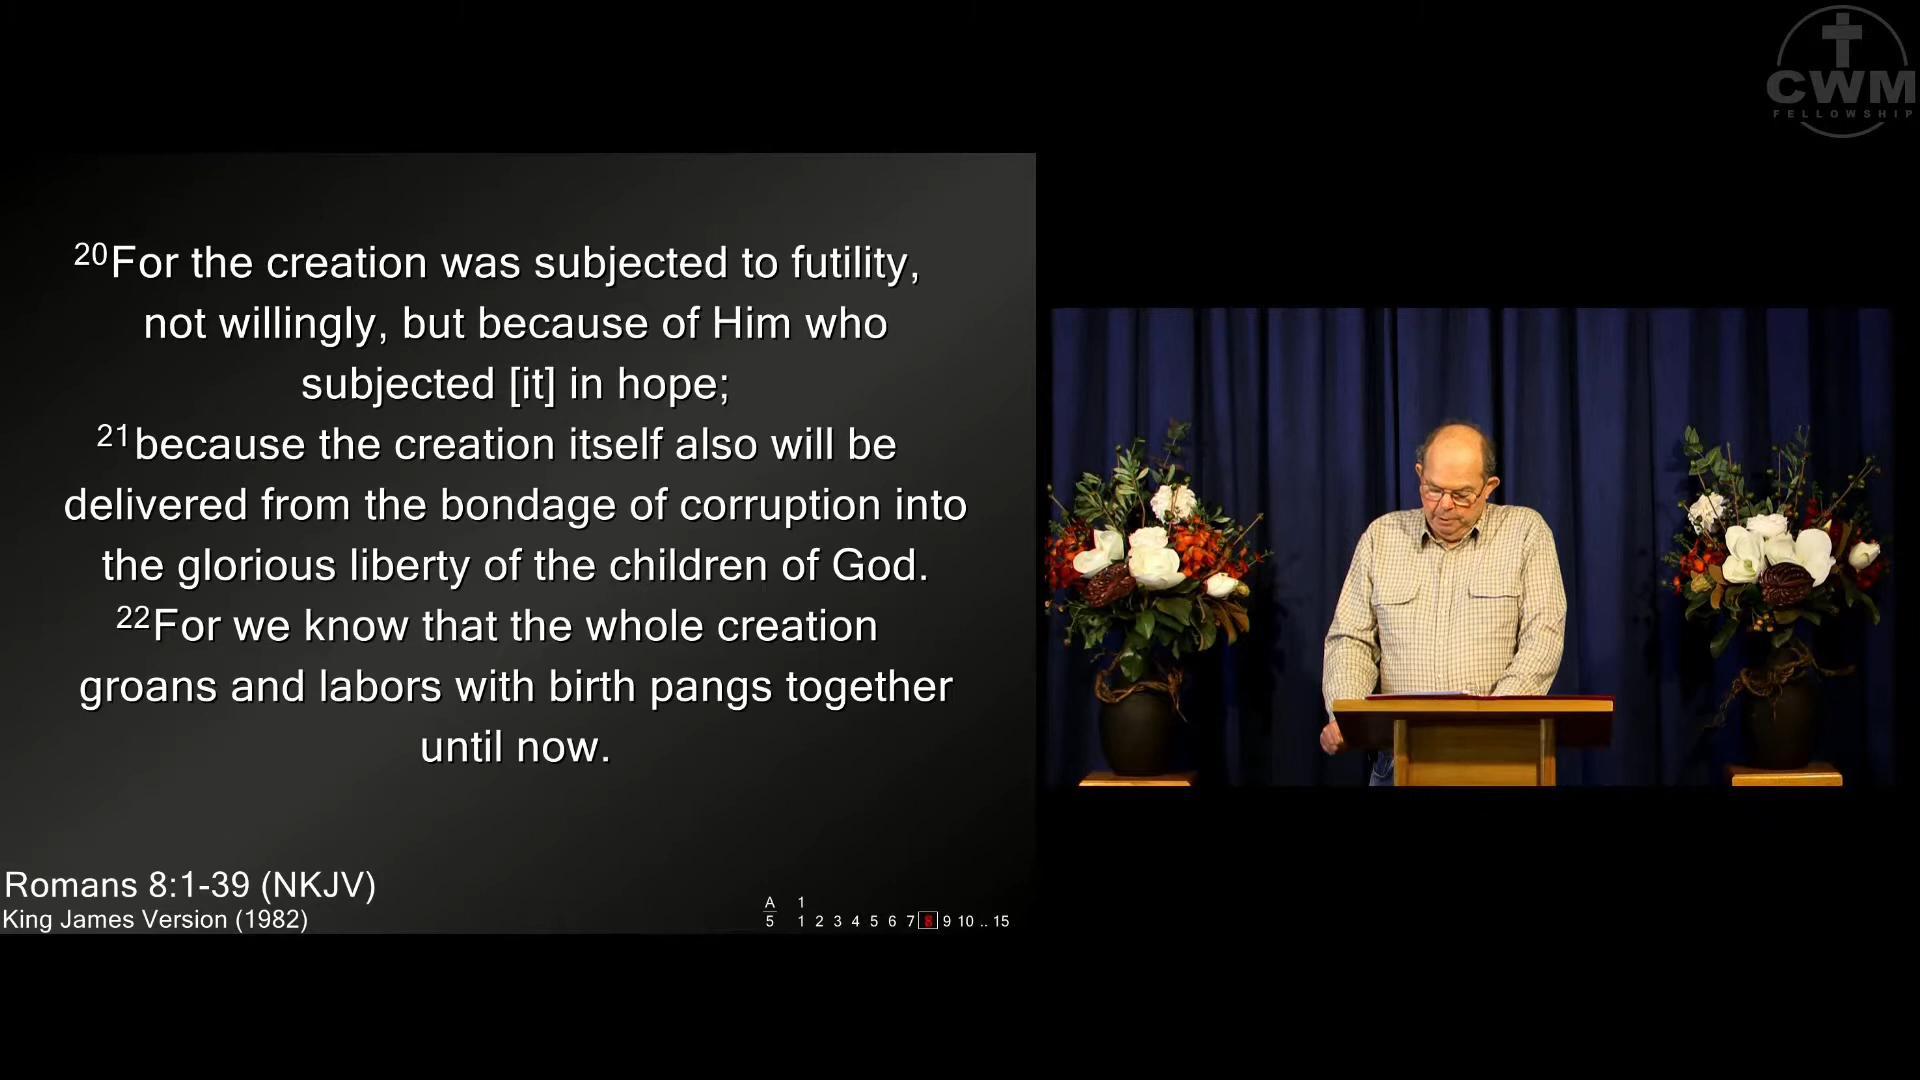 CWM
FELLOWSHIP
20For the creation was subjected to futility,
not willingly, but because of Him who
subjected [it] in hope;
21because the creation itself also will be
delivered from the bondage of corruption into
the glorious liberty of the children of God.
22For we know that the whole creation
groans and labors with birth pangs together
until now.
Romans 8:1-39 (NKJV)
King James Version (1982)
A 1
5 1 2 3 4 5 6 7 8 9 10 .. 15